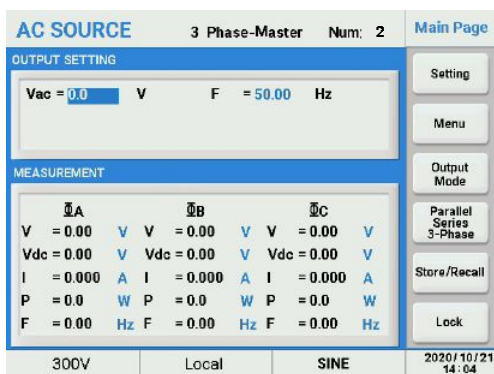 AC SOURCE 3 Phase-Master Num: 2 Main Page
OUTPUT SETTING
Vac = 0.0 V F = 50.00 Hz
Setting
Menu
Output
Mode
Parallel
Series
3-Phase
Store/Recall
Lock
MEASUREMENT
ΦA ΦB ΦC
V = 0.00 V V = 0.00 V V = 0.00 V
Vdc = 0.00 V Vdc = 0.00 V Vdc = 0.00 V
I = 0.000 A I = 0.000 A I = 0.000 A
P = 0.0 W P = 0.0 W P = 0.0 W
F = 0.00 Hz F = 0.00 Hz F = 0.00 Hz
300V Local SINE 2020/10/21
14:04